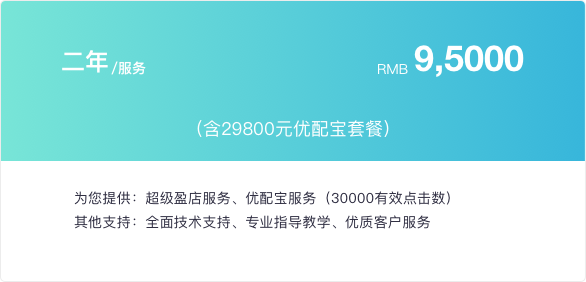 二年/服务 RMB 9,5000
（含29800元优配宝套餐）
为您提供：超级盈店服务、优配宝服务（30000有效点击数）
其他支持：全面技术支持、专业指导教学、优质客户服务